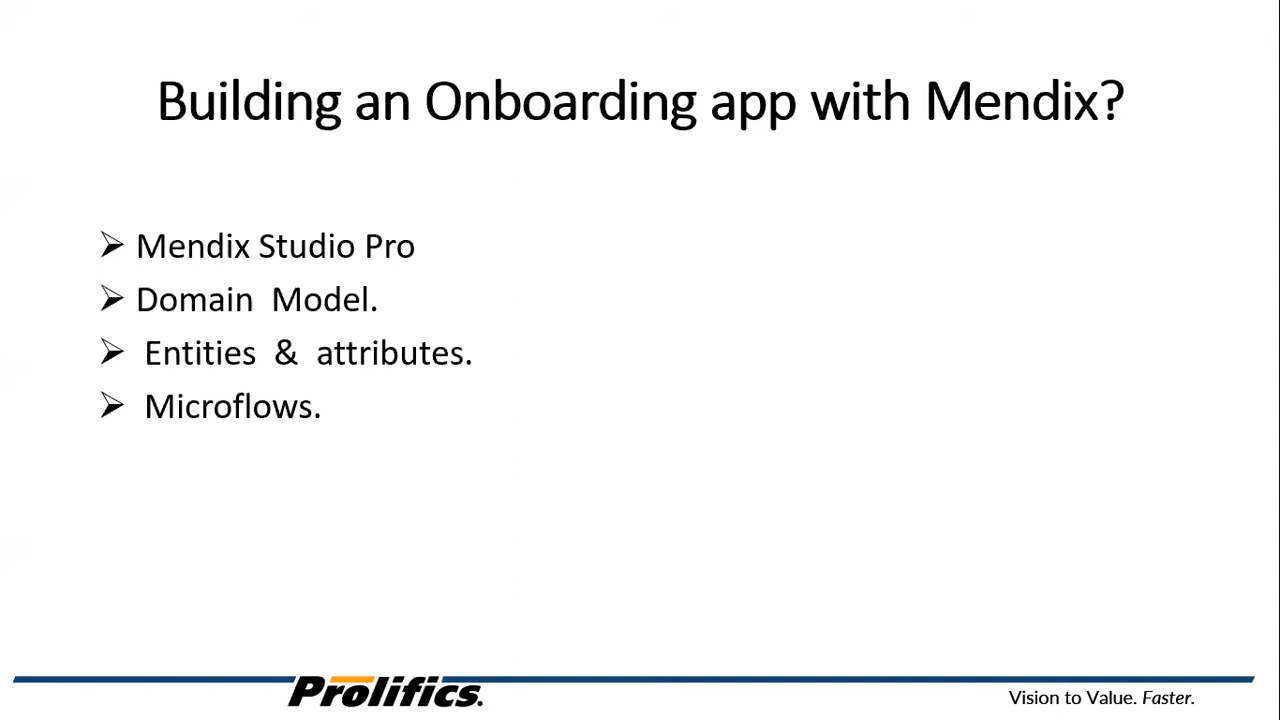 Building an Onboarding app with Mendix?
➢ Mendix Studio Pro
➢ Domain Model.
➢ Entities & attributes.
➢ Microflows.
Prolifics.
Vision to Value. Faster.